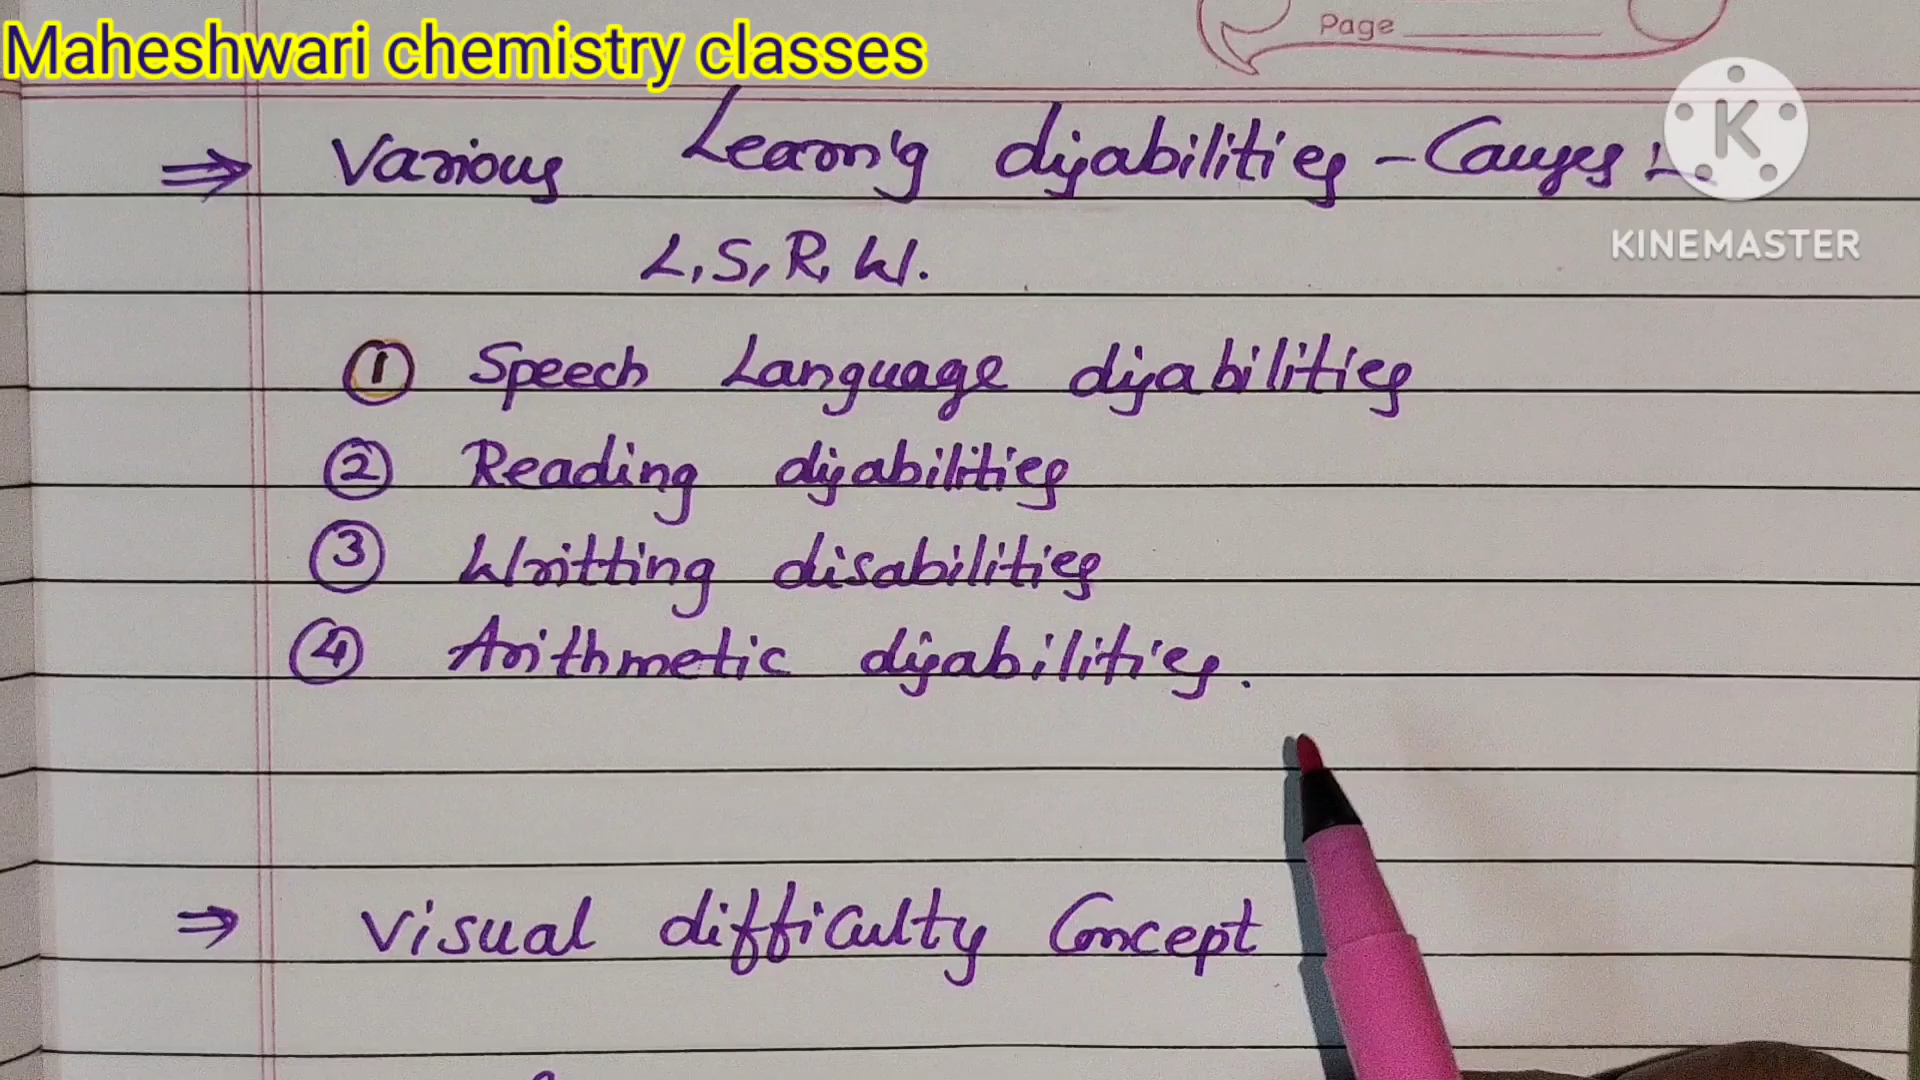 Maheshwari chemistry classes
Page
K
KINEMASTER
⇒ Various Learn'g disabilities - Causes
L, S, R, W.
① Speech Language disabilities
② Reading disabilities
③ Writting disabilities
④ Arithmetic disabilities.
⇒ Visual difficulty Concept